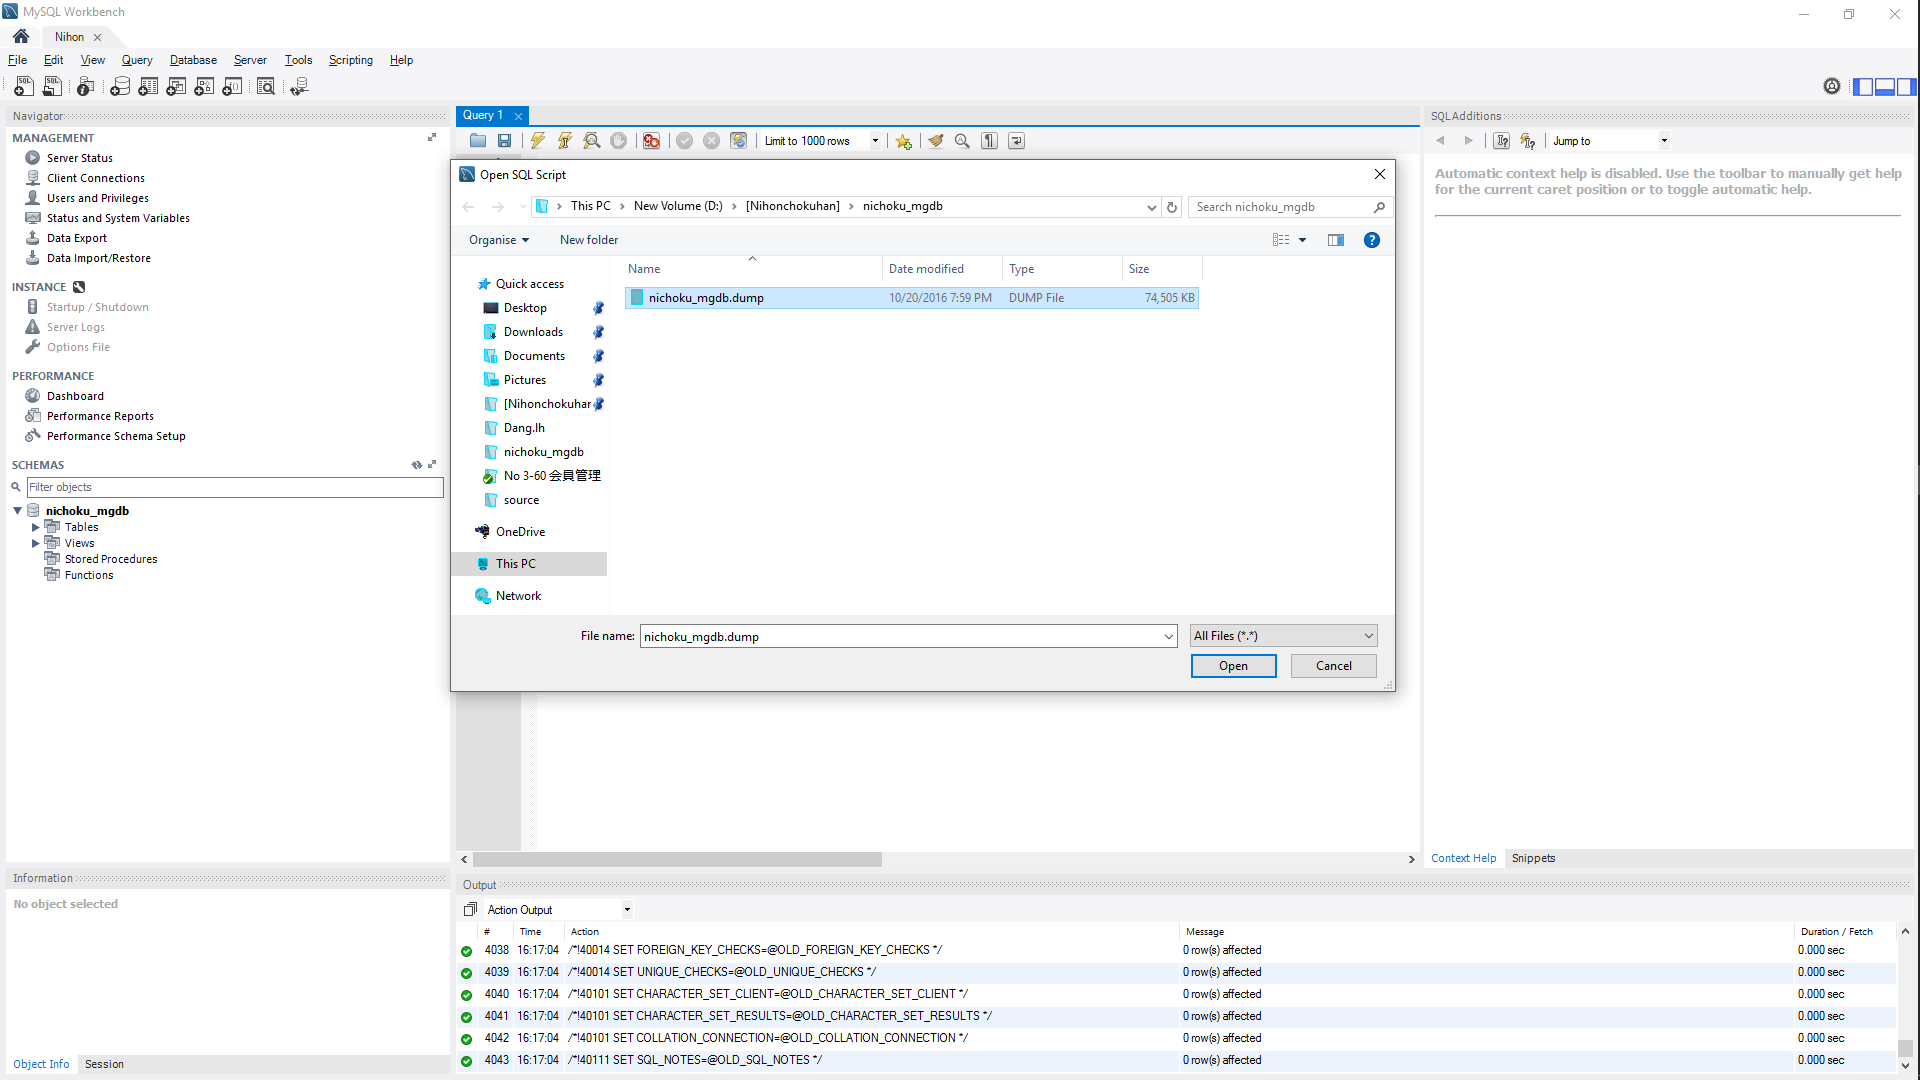 MySQL Workbench
Nihon
File Edit View Query Database Server Tools Scripting Help
Navigator
MANAGEMENT
Server Status
Client Connections
Users and Privileges
Status and System Variables
Data Export
Data Import/Restore
INSTANCE
Startup / Shutdown
Server Logs
Options File
PERFORMANCE
Dashboard
Performance Reports
Performance Schema Setup
SCHEMAS
Filter objects
nichoku_mgdb
Tables
Views
Stored Procedures
Functions
Information
No object selected
Object Info Session
Query 1
Limit to 1000 rows
Open SQL Script
This PC > New Volume (D:) > [Nihonchokuhan] > nichoku_mgdb
Search nichoku_mgdb
Organise New folder
Quick access
Desktop
Downloads
Documents
Pictures
[Nihonchokuhar
Dang.lh
nichoku_mgdb
No 3-60 会員管理
source
OneDrive
This PC
Network
Name Date modified Type Size
nichoku_mgdb.dump 10/20/2016 7:59 PM DUMP File 74,505 KB
File name: nichoku_mgdb.dump All Files (*.*)
Open Cancel
SQLAdditions
Jump to
Automatic context help is disabled. Use the toolbar to manually get help
for the current caret position or to toggle automatic help.
Context Help Snippets
Output
Action Output
# Time Action Message Duration / Fetch
4038 16:17:04 /*!40014 SET FOREIGN_KEY_CHECKS=@OLD_FOREIGN_KEY_CHECKS */ 0 row(s) affected 0.000 sec
4039 16:17:04 /*!40014 SET UNIQUE_CHECKS=@OLD_UNIQUE_CHECKS */ 0 row(s) affected 0.000 sec
4040 16:17:04 /*!40101 SET CHARACTER_SET_CLIENT=@OLD_CHARACTER_SET_CLIENT */ 0 row(s) affected 0.000 sec
4041 16:17:04 /*!40101 SET CHARACTER_SET_RESULTS=@OLD_CHARACTER_SET_RESULTS */ 0 row(s) affected 0.000 sec
4042 16:17:04 /*!40101 SET COLLATION_CONNECTION=@OLD_COLLATION_CONNECTION */ 0 row(s) affected 0.000 sec
4043 16:17:04 /*!40111 SET SQL_NOTES=@OLD_SQL_NOTES */ 0 row(s) affected 0.000 sec